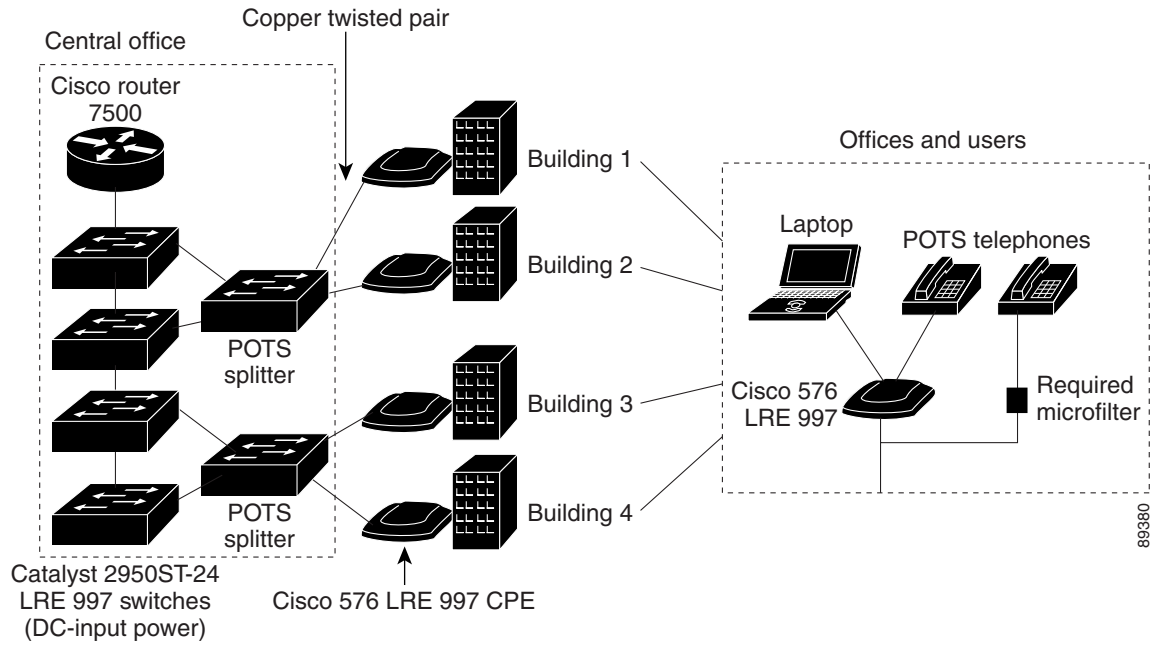 Copper twisted pair
Central office
Cisco router
7500
Building 1
Building 2
Building 3
Building 4
POTS
splitter
POTS
splitter
Catalyst 2950ST-24
LRE 997 switches
(DC-input power)
Cisco 576 LRE 997 CPE
Offices and users
Laptop
POTS telephones
Cisco 576
LRE 997
Required
microfilter
89380